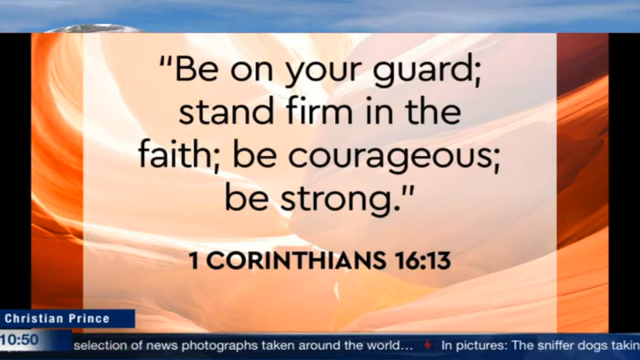 "Be on your guard;
stand firm in the
faith; be courageous;
be strong."
1 CORINTHIANS 16:13
Christian Prince
10:50
selection of news photographs taken around the world... In pictures: The sniffer dogs takin